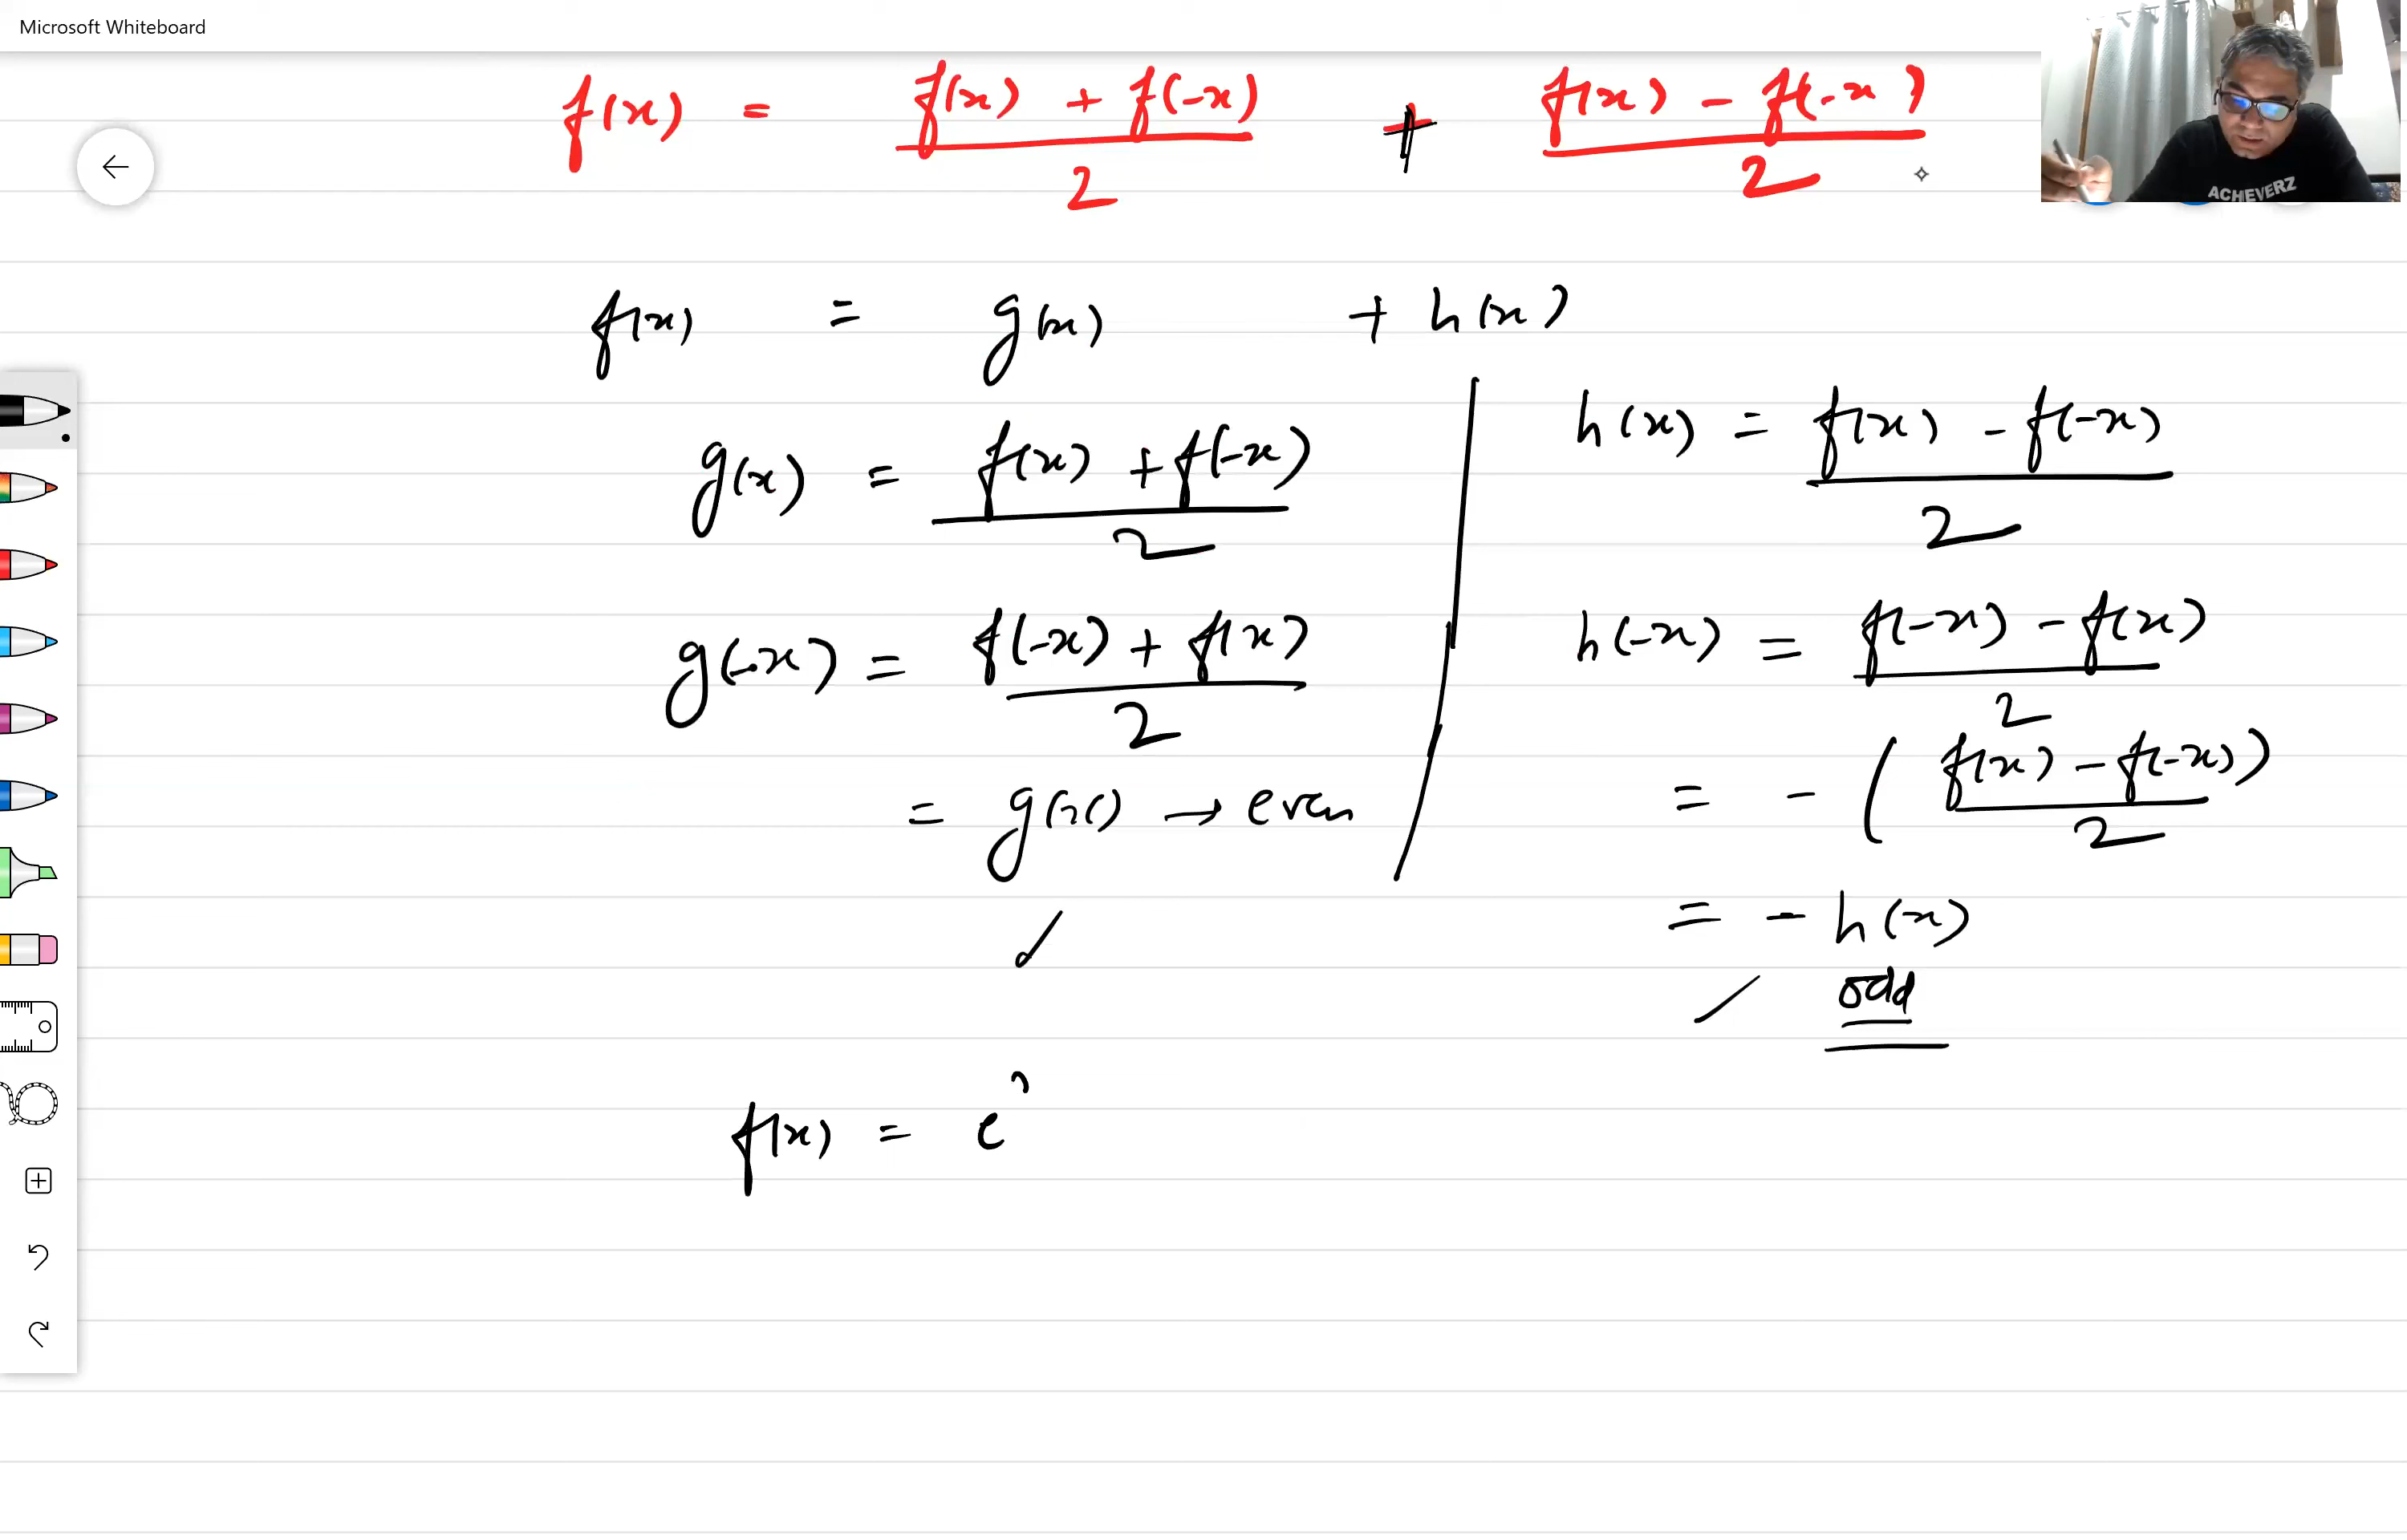 Microsoft Whiteboard
f(x) = f(x) + f(-x) / 2 + f(x) - f(-x) / 2
ACHEVERZ
f(x) = g(x) + h(x)
g(x) = f(x) + f(-x) / 2
h(x) = f(x) - f(-x) / 2
g(-x) = f(-x) + f(x) / 2
h(-x) = f(-x) - f(x) / 2
= g(x) → even
= - ( f(x) - f(-x) / 2 )
= - h(x)
odd
f(x) = e